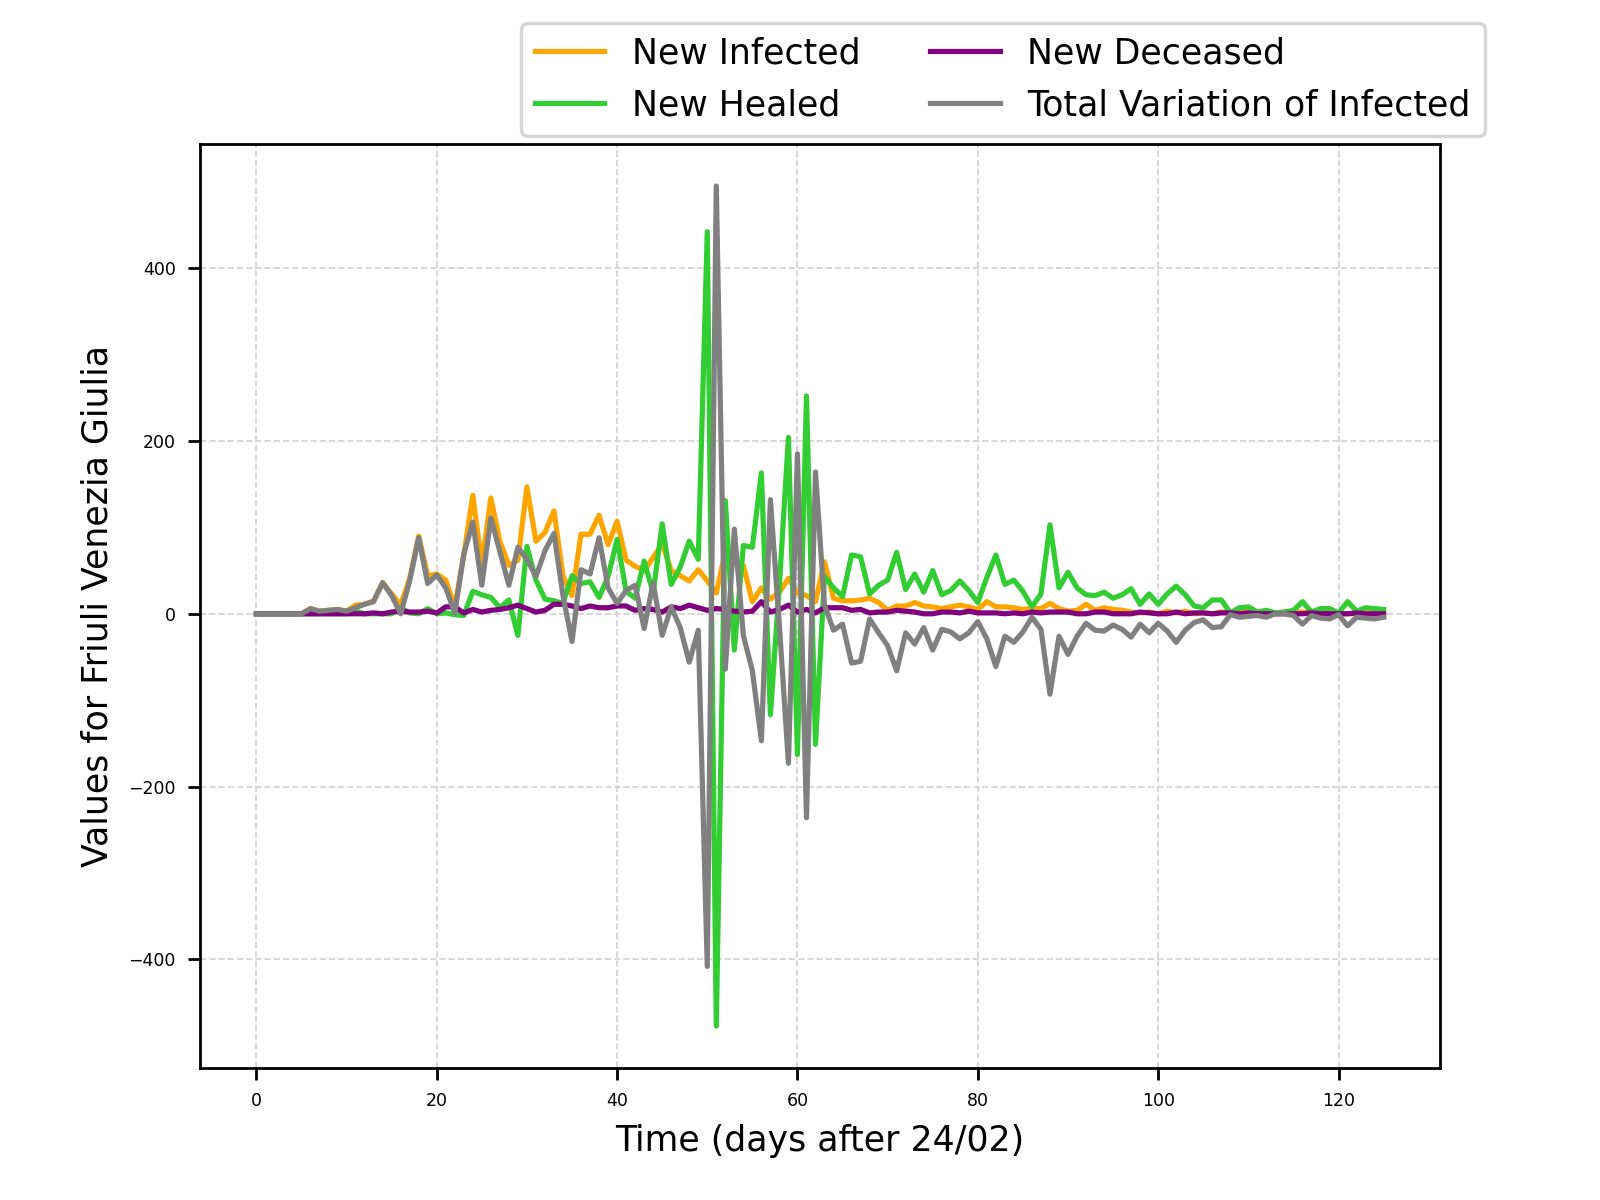 New Infected
New Healed
New Deceased
Total Variation of Infected
Values for Friuli Venezia Giulia
400
200
0
−200
−400
0
20
40
60
80
100
120
Time (days after 24/02)